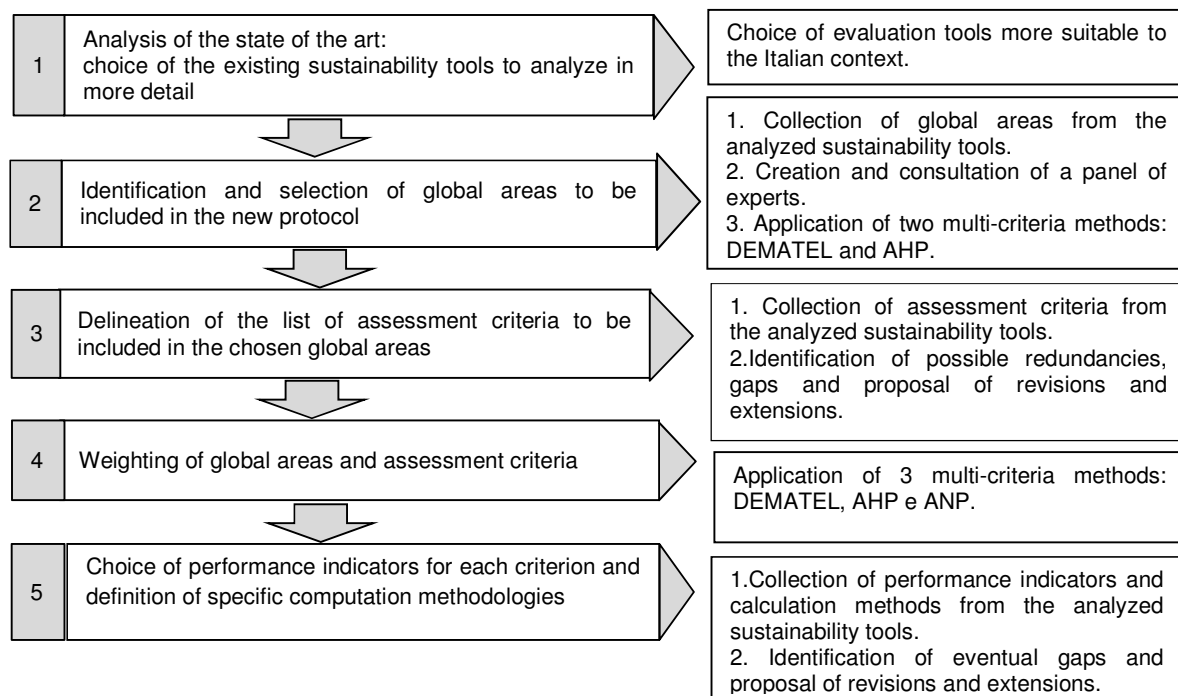 1
Analysis of the state of the art:
choice of the existing sustainability tools to analyze in
more detail
Choice of evaluation tools more suitable to
the Italian context.
2
Identification and selection of global areas to be
included in the new protocol
1. Collection of global areas from the
analyzed sustainability tools.
2. Creation and consultation of a panel of
experts.
3. Application of two multi-criteria methods:
DEMATEL and AHP.
3
Delineation of the list of assessment criteria to be
included in the chosen global areas
1. Collection of assessment criteria from
the analyzed sustainability tools.
2.Identification of possible redundancies,
gaps and proposal of revisions and
extensions.
4
Weighting of global areas and assessment criteria
Application of 3 multi-criteria methods:
DEMATEL, AHP e ANP.
5
Choice of performance indicators for each criterion and
definition of specific computation methodologies
1.Collection of performance indicators and
calculation methods from the analyzed
sustainability tools.
2. Identification of eventual gaps and
proposal of revisions and extensions.